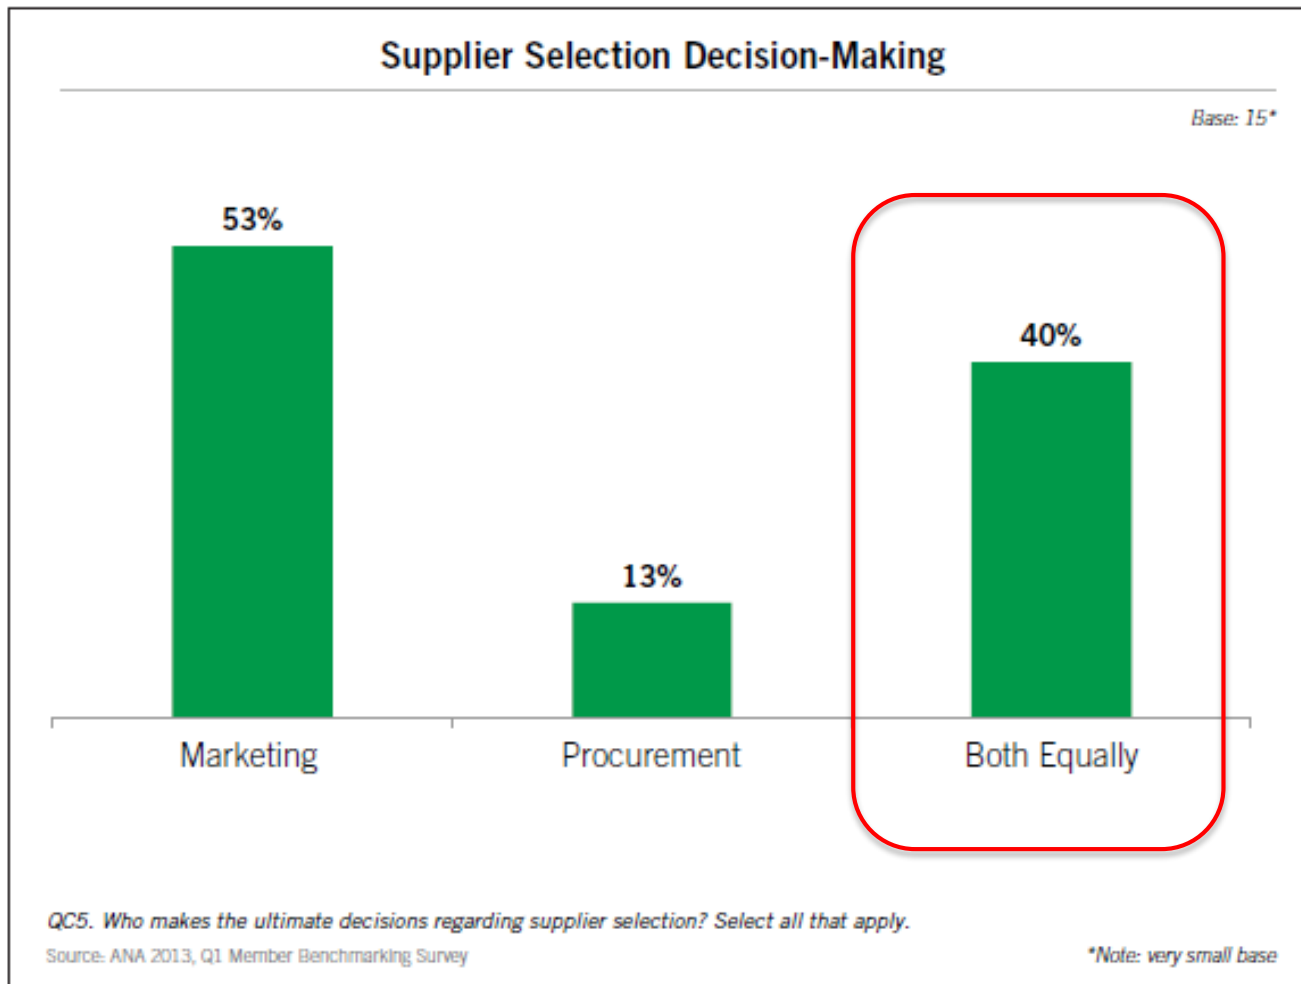 Supplier Selection Decision-Making
Base: 15*
53%
40%
13%
Marketing
Procurement
Both Equally
QC5. Who makes the ultimate decisions regarding supplier selection? Select all that apply.
Source: ANA 2013, Q1 Member Benchmarking Survey
*Note: very small base